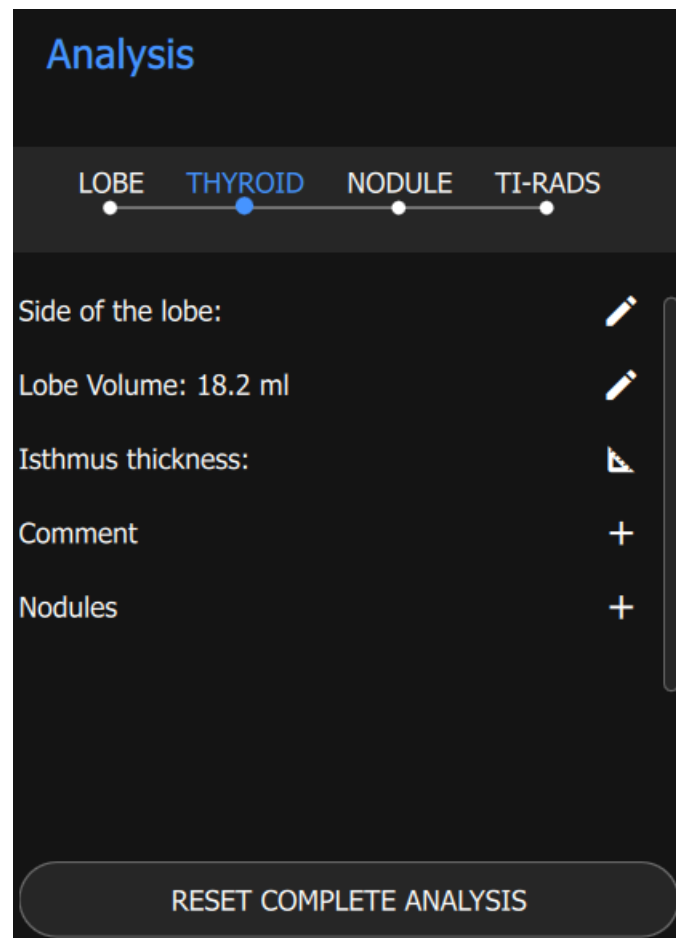 Analysis
LOBE THYROID NODULE TI-RADS
Side of the lobe:
Lobe Volume: 18.2 ml
Isthmus thickness:
Comment
Nodules
RESET COMPLETE ANALYSIS